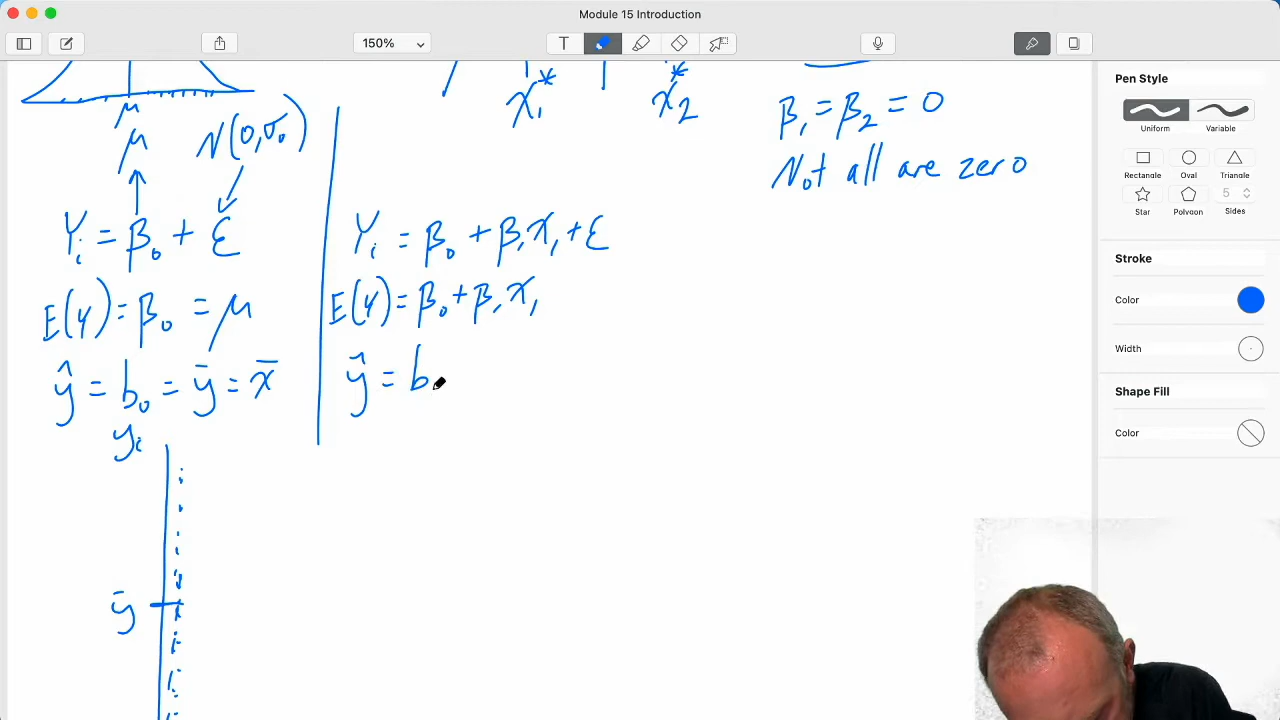 Module 15 Introduction
150%
T
Pen Style
Uniform Variable
Rectangle Oval Triangle
5
Star Polygon Sides
Stroke
Color
Width
Shape Fill
Color
μ x₁* x₂*
μ N(0,σ₀)
Yᵢ = β₀ + ε
E(y) = β₀ = μ
ŷ = b₀ = ȳ = x̄
yᵢ
ȳ
Yᵢ = β₀ + β₁x₁ + ε
E(y) = β₀ + β₁x₁
ŷ = b
β₁ = β₂ = 0
Not all are zero